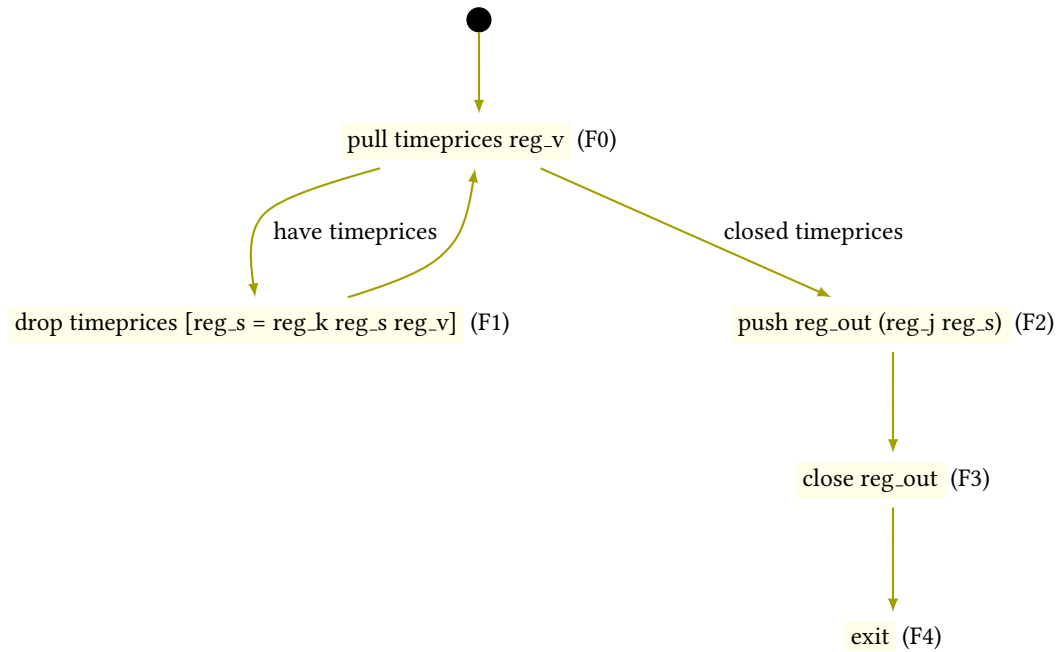 pull timeprices reg_v (F0)
have timeprices
closed timeprices
drop timeprices [reg_s = reg_k reg_s reg_v] (F1)
push reg_out (reg_j reg_s) (F2)
close reg_out (F3)
exit (F4)